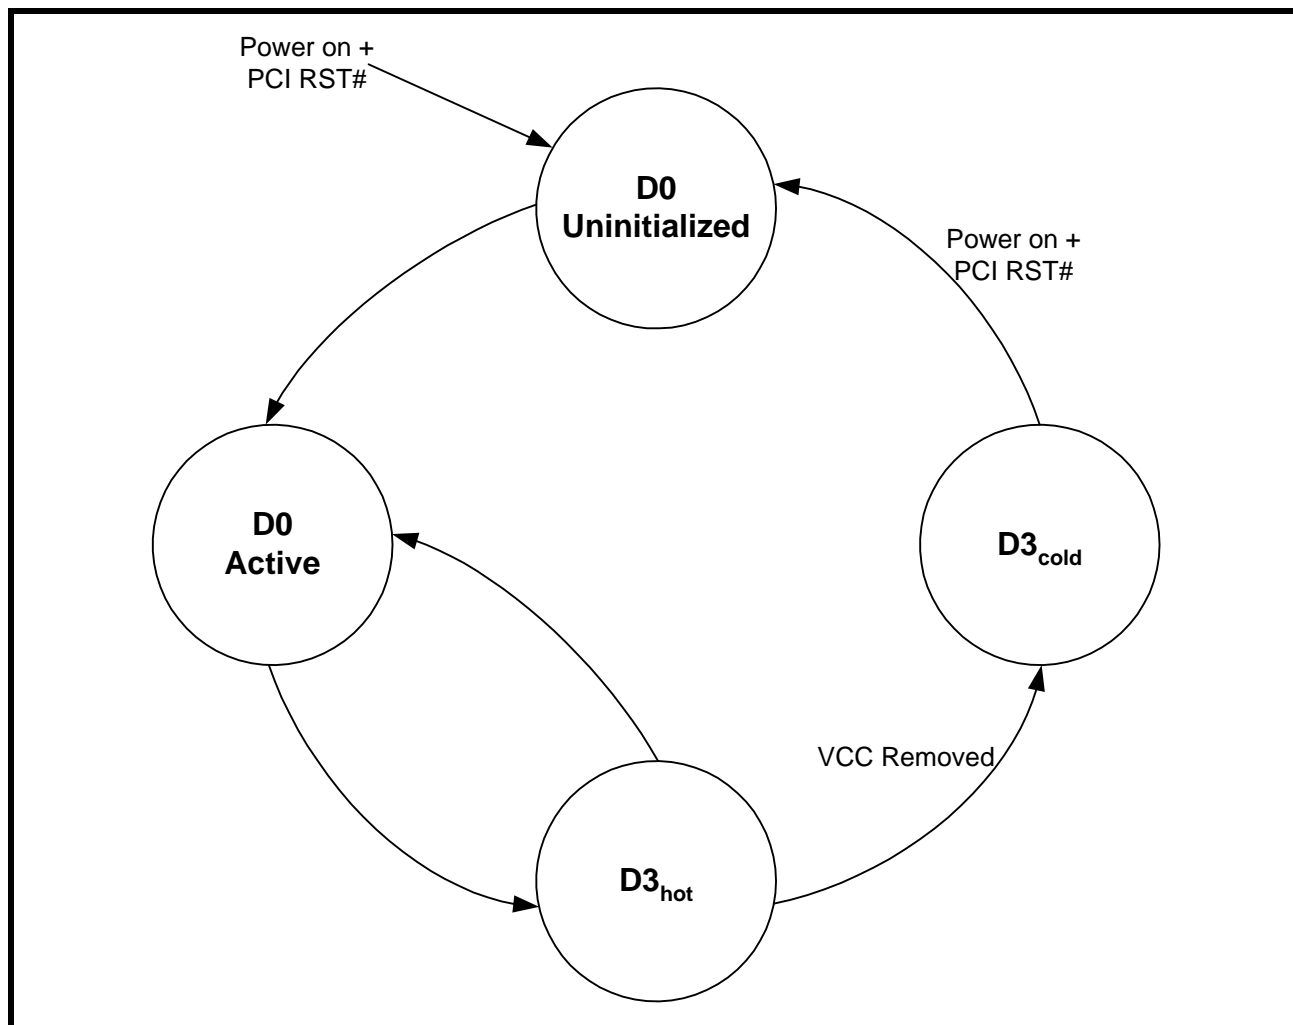 Power on +
PCI RST#
D0
Uninitialized
Power on +
PCI RST#
D0
Active
D3cold
VCC Removed
D3hot